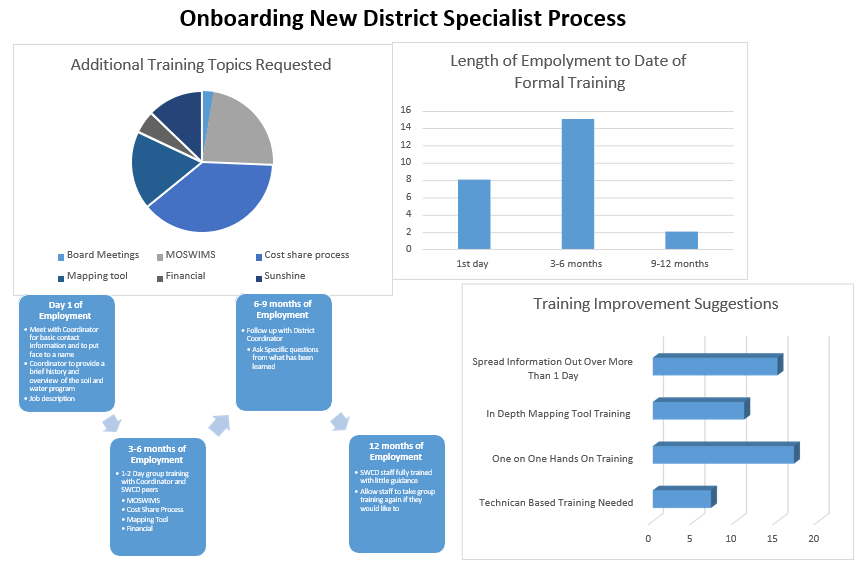 Onboarding New District Specialist Process
Additional Training Topics Requested
Board Meetings
MOSWIMS
Cost share process
Mapping tool
Financial
Sunshine
Length of Empolyment to Date of
Formal Training
16
14
12
10
8
6
4
2
0
1st day
3-6 months
9-12 months
Day 1 of
Employment
• Meet with Coordinator
for basic contact
information and to put
face to a name
• Coordinator to provide a
brief history and
overview of the soil and
water program
• Job description
3-6 months of
Employment
• 1-2 Day group training
with Coordinator and
SWCD peers
• MOSWIMS
• Cost Share Process
• Mapping Tool
• Financial
6-9 months of
Employment
• Follow up with District
Coordinator
• Ask Specific questions
from what has been
learned
12 months of
Employment
• SWCD staff fully trained
with little guidance
• Allow staff to take group
training again if they
would like to
Training Improvement Suggestions
Spread Information Out Over More
Than 1 Day
In Depth Mapping Tool Training
One on One Hands On Training
Technican Based Training Needed
0 5 10 15 20